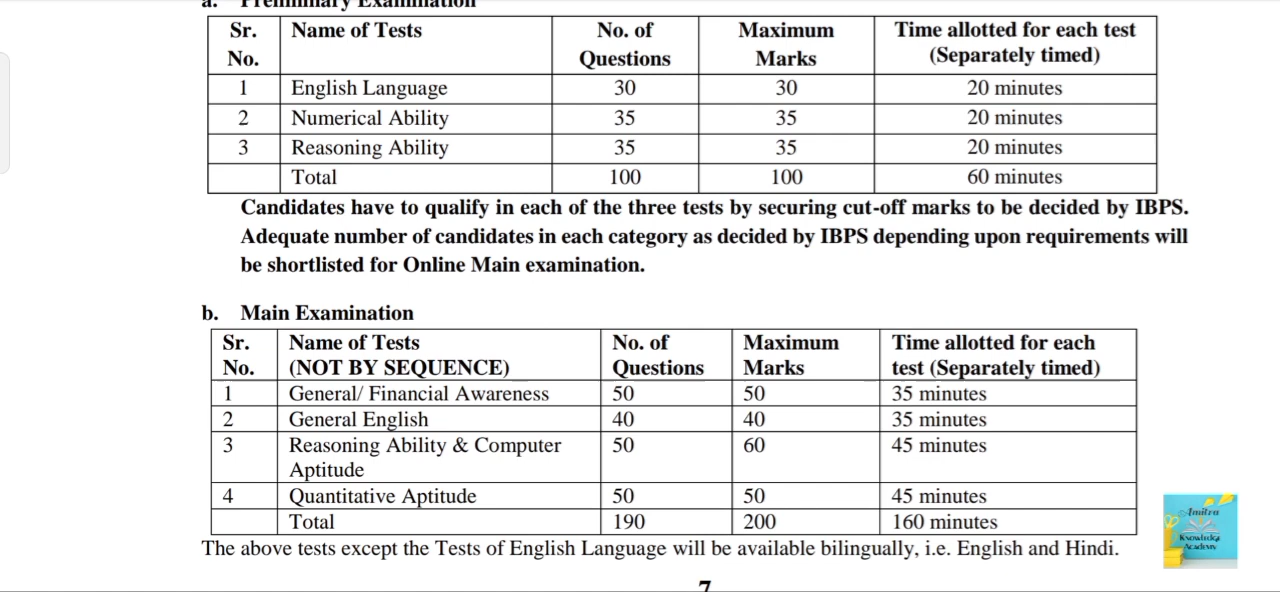 a. Preliminary Examination
Sr. No. Name of Tests No. of Questions Maximum Marks Time allotted for each test (Separately timed)
1 English Language 30 30 20 minutes
2 Numerical Ability 35 35 20 minutes
3 Reasoning Ability 35 35 20 minutes
Total 100 100 60 minutes
Candidates have to qualify in each of the three tests by securing cut-off marks to be decided by IBPS.
Adequate number of candidates in each category as decided by IBPS depending upon requirements will
be shortlisted for Online Main examination.
b. Main Examination
Sr. No. Name of Tests (NOT BY SEQUENCE) No. of Questions Maximum Marks Time allotted for each test (Separately timed)
1 General/ Financial Awareness 50 50 35 minutes
2 General English 40 40 35 minutes
3 Reasoning Ability & Computer Aptitude 50 60 45 minutes
4 Quantitative Aptitude 50 50 45 minutes
Total 190 200 160 minutes
The above tests except the Tests of English Language will be available bilingually, i.e. English and Hindi.
7
Amitra
Knowledge
Academy